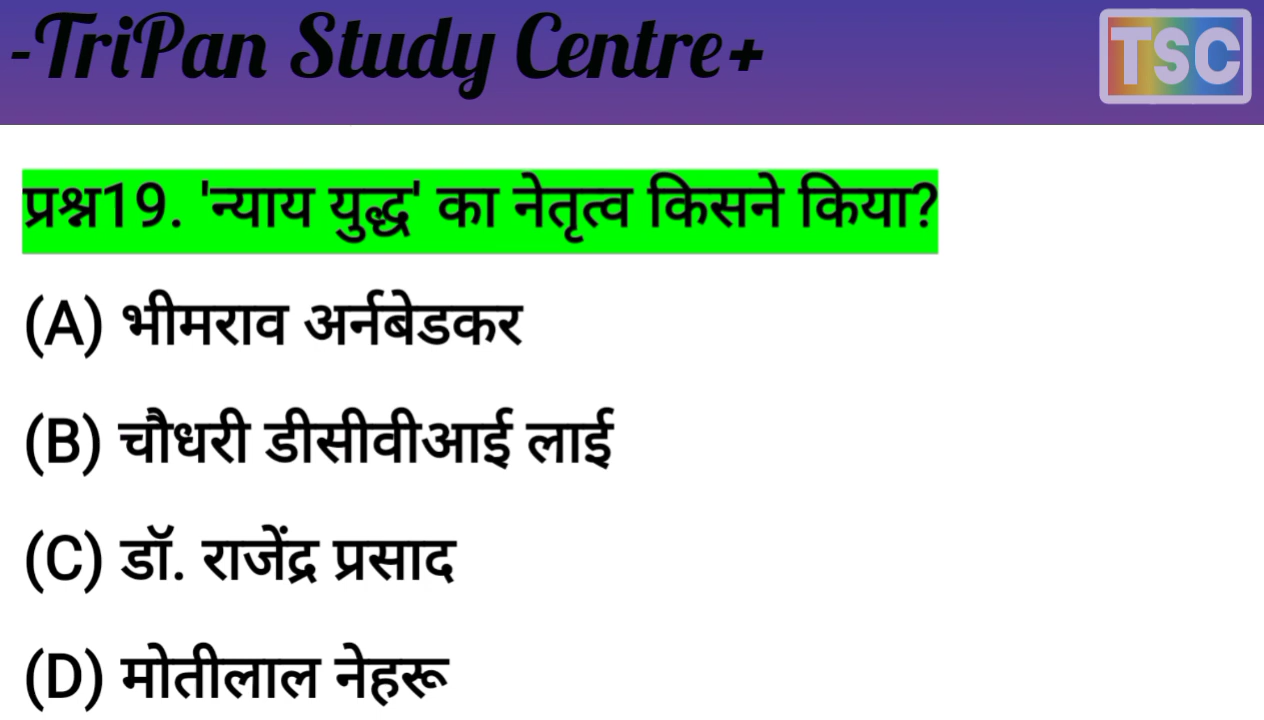 -TriPan Study Centre+
TSC
प्रश्न19. 'न्याय युद्ध' का नेतृत्व किसने किया?
(A) भीमराव अर्नबेडकर
(B) चौधरी डीसीवीआई लाई
(C) डॉ. राजेंद्र प्रसाद
(D) मोतीलाल नेहरू